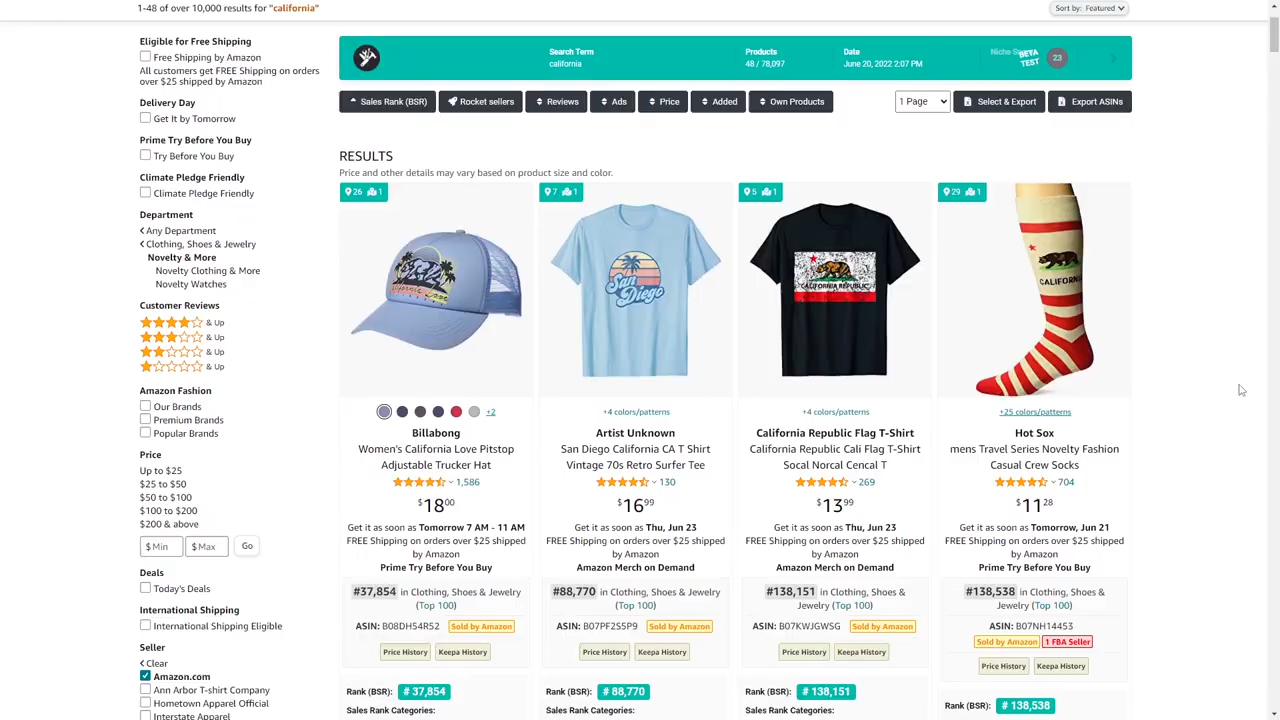 1-48 of over 10,000 results for "california"
Sort by: Featured
Eligible for Free Shipping
Free Shipping by Amazon
All customers get FREE Shipping on orders
over $25 shipped by Amazon
Delivery Day
Get It by Tomorrow
Prime Try Before You Buy
Try Before You Buy
Climate Pledge Friendly
Climate Pledge Friendly
Department
Any Department
Clothing, Shoes & Jewelry
Novelty & More
Novelty Clothing & More
Novelty Watches
Customer Reviews
& Up
& Up
& Up
& Up
Amazon Fashion
Our Brands
Premium Brands
Popular Brands
Price
Up to $25
$25 to $50
$50 to $100
$100 to $200
$200 & above
$ Min $ Max Go
Deals
Today's Deals
International Shipping
International Shipping Eligible
Seller
Clear
Amazon.com
Ann Arbor T-shirt Company
Hometown Apparel Official
Interstate Apparel
Search Term Products Date
california 48 / 78,097 June 20, 2022 2:07 PM
BETA TEST 23
Sales Rank (BSR) Rocket sellers Reviews Ads Price Added Own Products 1 Page Select & Export Export ASINs
RESULTS
Price and other details may vary based on product size and color.
26 1
+2
Billabong
Women's California Love Pitstop
Adjustable Trucker Hat
1,586
$18 00
Get it as soon as Tomorrow 7 AM - 11 AM
FREE Shipping on orders over $25 shipped
by Amazon
Prime Try Before You Buy
#37,854 in Clothing, Shoes & Jewelry
(Top 100)
ASIN: B08DH54R52 Sold by Amazon
Price History Keepa History
Rank (BSR): # 37,854
Sales Rank Categories:
7 1
San
Diego
+4 colors/patterns
Artist Unknown
San Diego California CA T Shirt
Vintage 70s Retro Surfer Tee
130
$16 99
Get it as soon as Thu, Jun 23
FREE Shipping on orders over $25 shipped
by Amazon
Amazon Merch on Demand
#88,770 in Clothing, Shoes & Jewelry
(Top 100)
ASIN: B07PF2S5P9 Sold by Amazon
Price History Keepa History
Rank (BSR): # 88,770
Sales Rank Categories:
5 1
CALIFORNIA REPUBLIC
+4 colors/patterns
California Republic Flag T-Shirt
California Republic Cali Flag T-Shirt
Socal Norcal Cencal T
269
$13 99
Get it as soon as Thu, Jun 23
FREE Shipping on orders over $25 shipped
by Amazon
Amazon Merch on Demand
#138,151 in Clothing, Shoes &
Jewelry (Top 100)
ASIN: B07KWJGWSG Sold by Amazon
Price History Keepa History
Rank (BSR): # 138,151
Sales Rank Categories:
29 1
CALIFORNIA
+25 colors/patterns
Hot Sox
mens Travel Series Novelty Fashion
Casual Crew Socks
704
$11 28
Get it as soon as Tomorrow, Jun 21
FREE Shipping on orders over $25 shipped
by Amazon
Prime Try Before You Buy
#138,538 in Clothing, Shoes &
Jewelry (Top 100)
ASIN: B07NH14453
Sold by Amazon 1 FBA Seller
Price History Keepa History
Rank (BSR): # 138,538